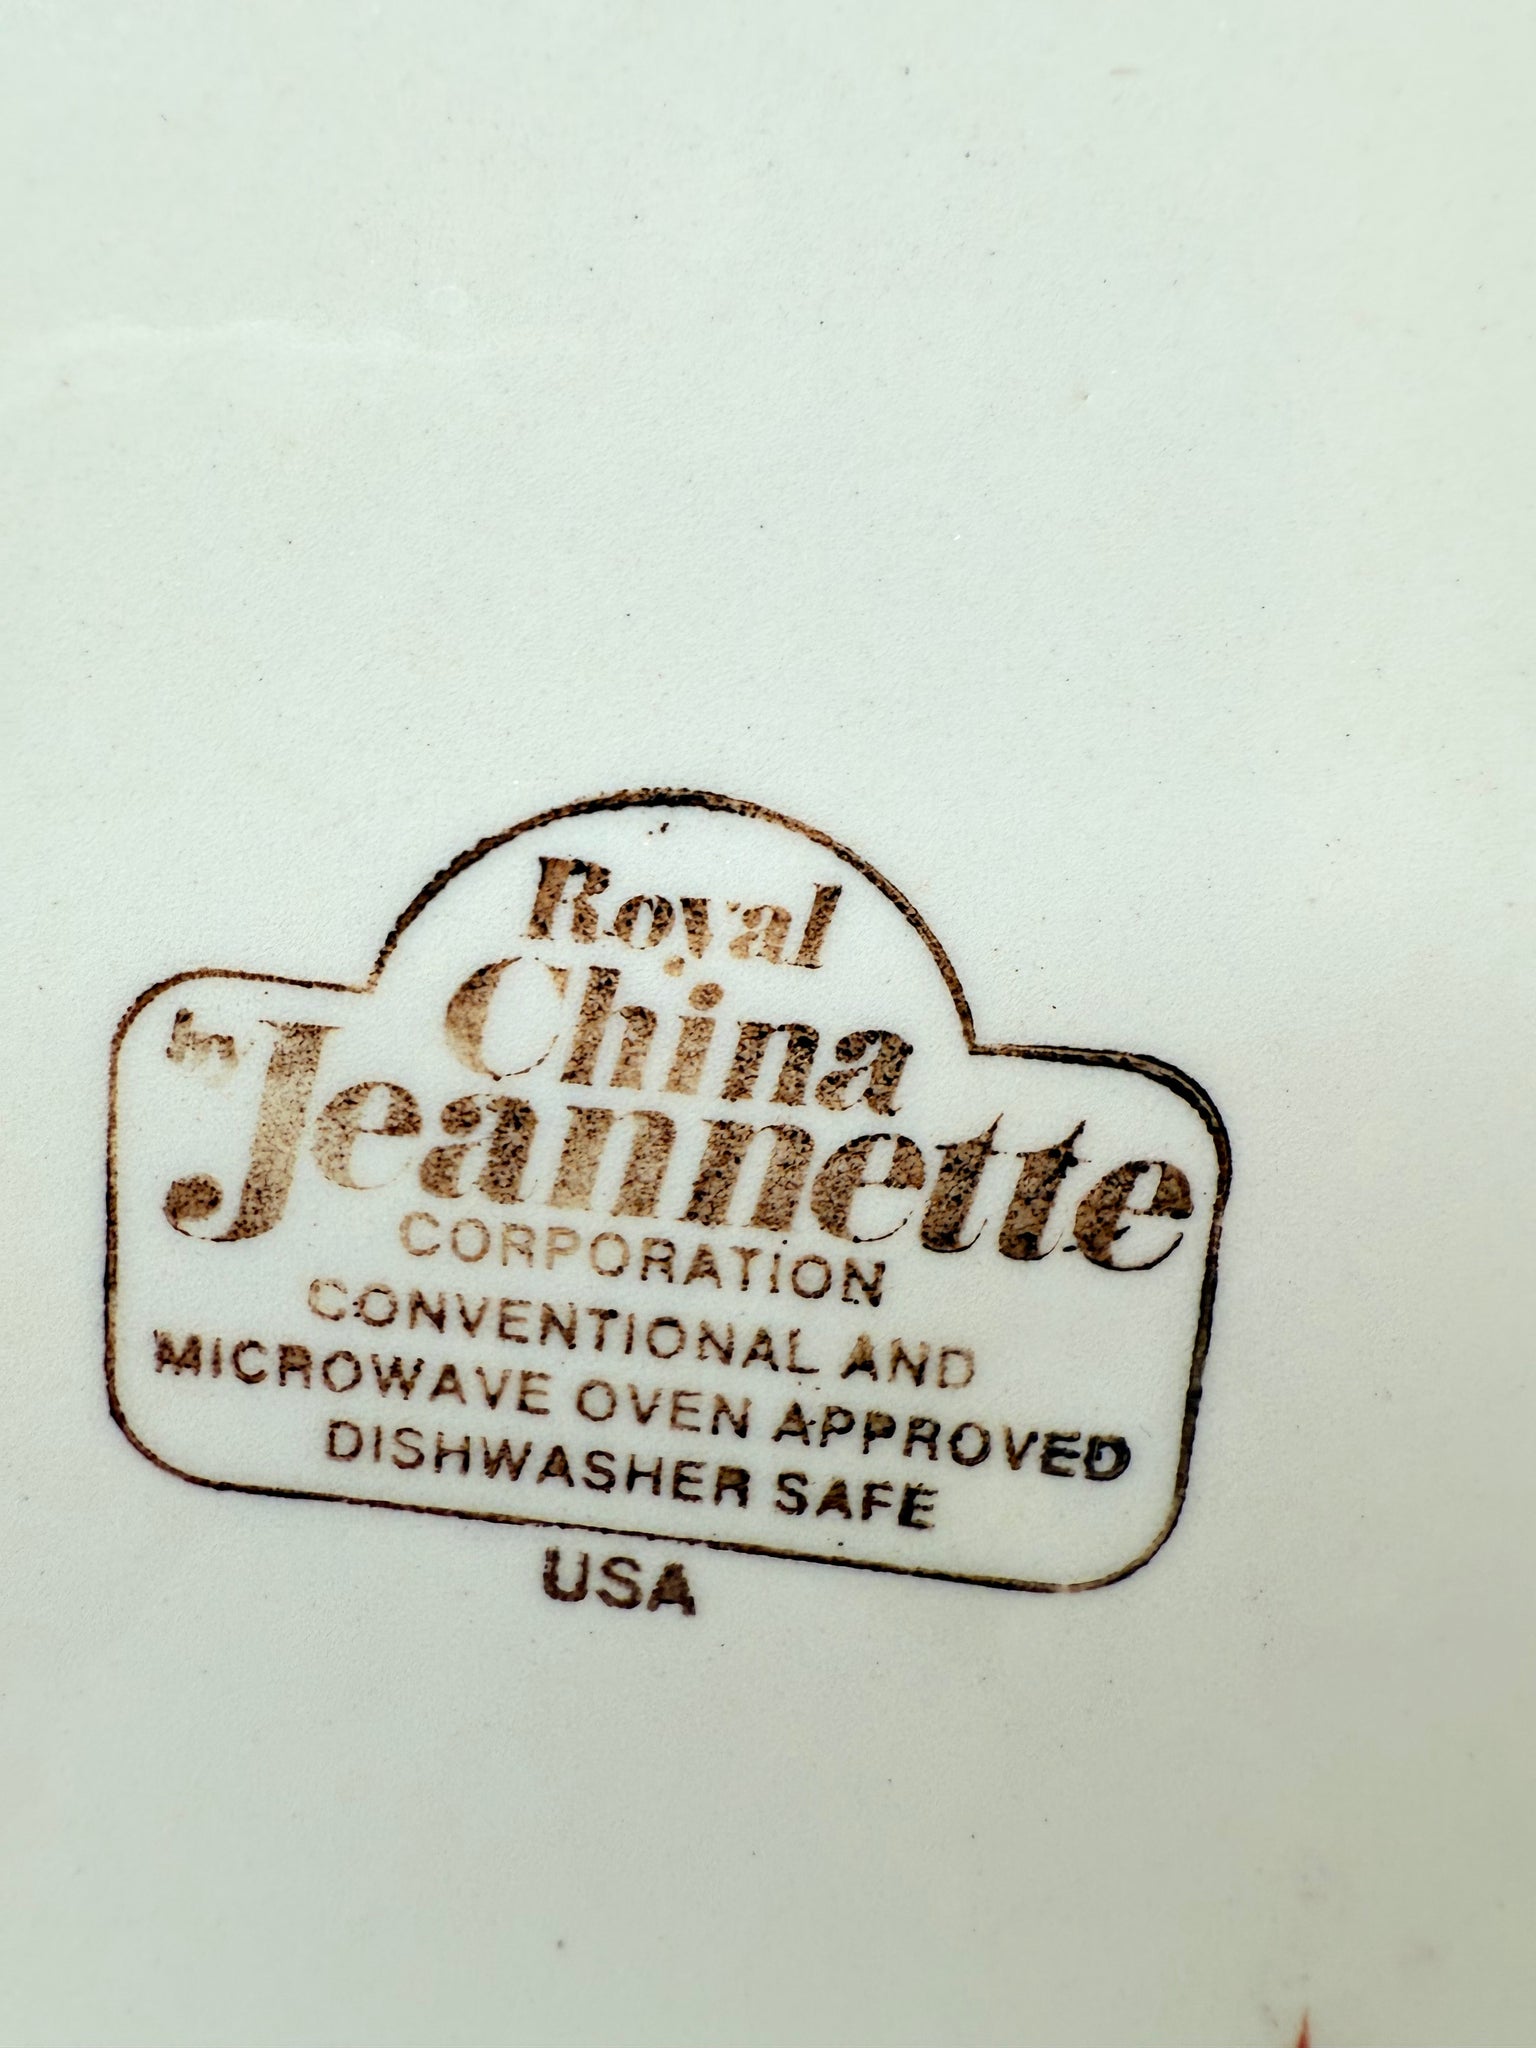 Royal
China
by Jeannette
CORPORATION
CONVENTIONAL AND
MICROWAVE OVEN APPROVED
DISHWASHER SAFE
USA